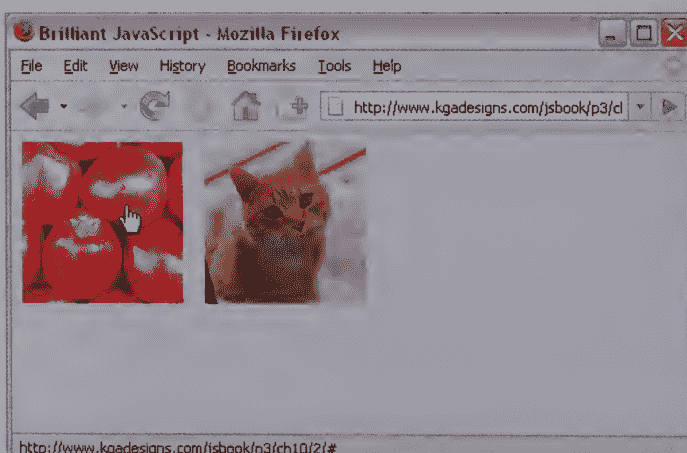 Brilliant JavaScript - Mozilla Firefox
File Edit View History Bookmarks Tools Help
http://www.kgadesigns.com/jsbook/p3/cl
http://www.kgadesigns.com/jsbook/p3/ch10/2/#